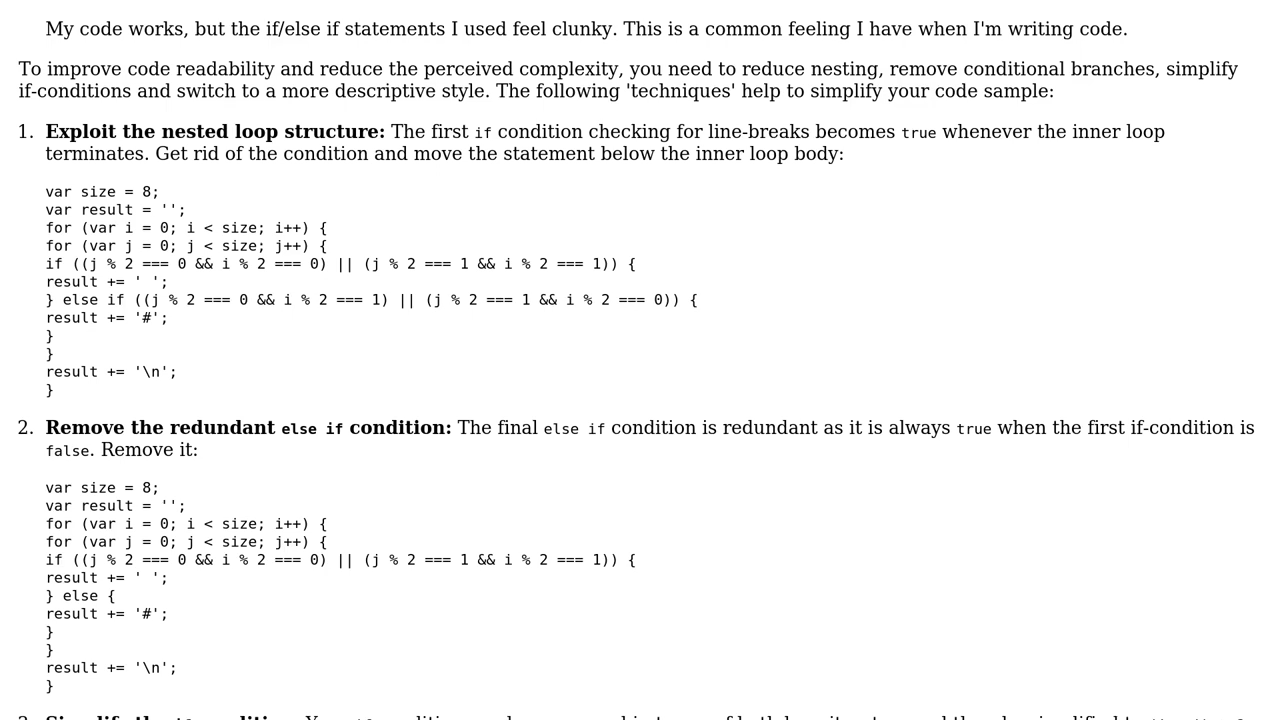 My code works, but the if/else if statements I used feel clunky. This is a common feeling I have when I'm writing code.
To improve code readability and reduce the perceived complexity, you need to reduce nesting, remove conditional branches, simplify
if-conditions and switch to a more descriptive style. The following 'techniques' help to simplify your code sample:
1. Exploit the nested loop structure: The first if condition checking for line-breaks becomes true whenever the inner loop
terminates. Get rid of the condition and move the statement below the inner loop body:
var size = 8;
var result = '';
for (var i = 0; i < size; i++) {
for (var j = 0; j < size; j++) {
if ((j % 2 === 0 && i % 2 === 0) || (j % 2 === 1 && i % 2 === 1)) {
result += ' ';
} else if ((j % 2 === 0 && i % 2 === 1) || (j % 2 === 1 && i % 2 === 0)) {
result += '#';
}
}
result += '\n';
}
2. Remove the redundant else if condition: The final else if condition is redundant as it is always true when the first if-condition is
false. Remove it:
var size = 8;
var result = '';
for (var i = 0; i < size; i++) {
for (var j = 0; j < size; j++) {
if ((j % 2 === 0 && i % 2 === 0) || (j % 2 === 1 && i % 2 === 1)) {
result += ' ';
} else {
result += '#';
}
}
result += '\n';
}